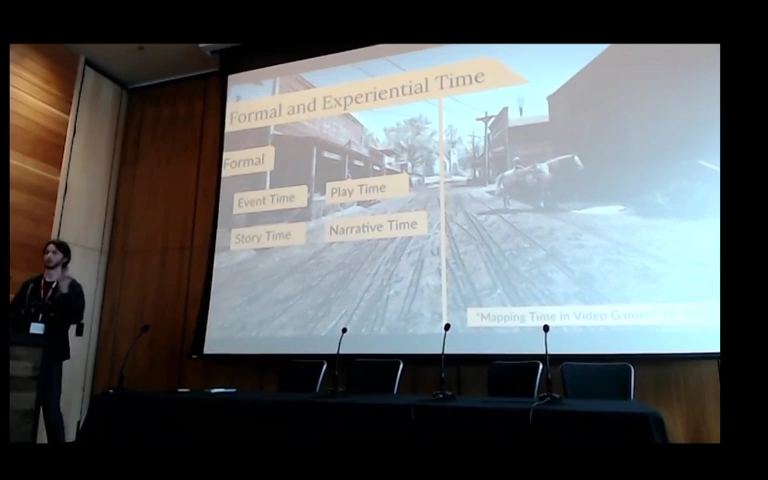 Formal and Experiential Time
Formal
Event Time
Play Time
Story Time
Narrative Time
"Mapping Time in Video Games"